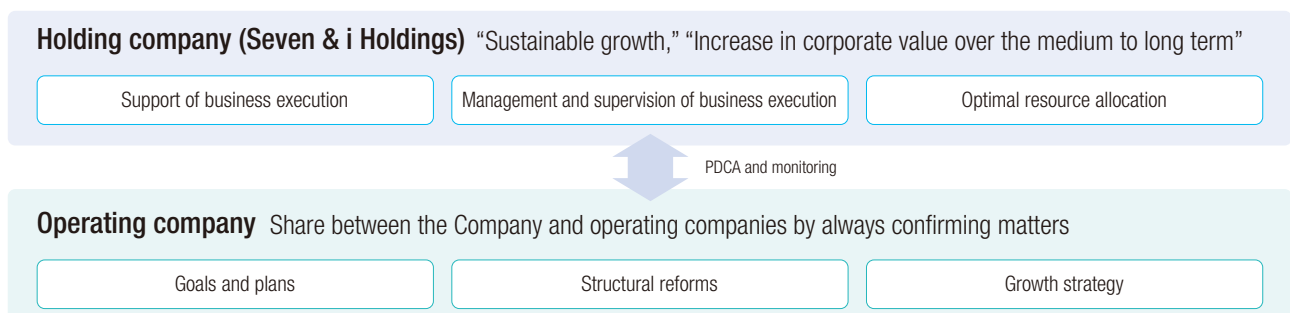 Holding company (Seven & i Holdings) “Sustainable growth,” “Increase in corporate value over the medium to long term”
Support of business execution
Management and supervision of business execution
Optimal resource allocation
PDCA and monitoring
Operating company Share between the Company and operating companies by always confirming matters
Goals and plans
Structural reforms
Growth strategy